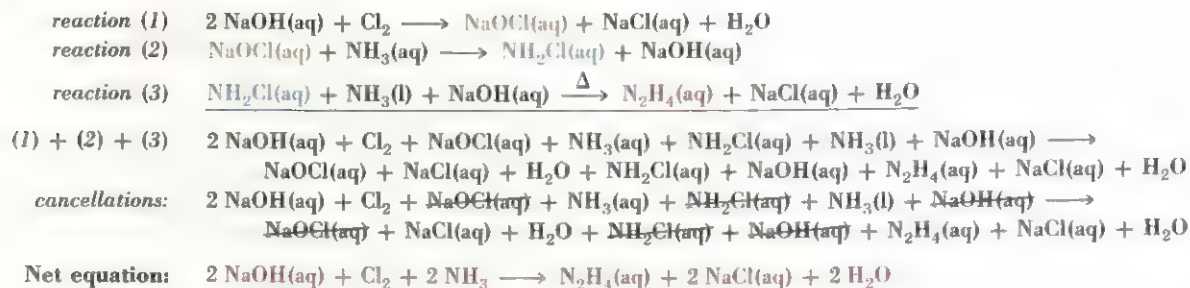 reaction (1) 2 NaOH(aq) + Cl₂ ⟶ NaOCl(aq) + NaCl(aq) + H₂O
reaction (2) NaOCl(aq) + NH₃(aq) ⟶ NH₂Cl(aq) + NaOH(aq)
reaction (3) NH₂Cl(aq) + NH₃(l) + NaOH(aq) Δ⟶ N₂H₄(aq) + NaCl(aq) + H₂O
(1) + (2) + (3) 2 NaOH(aq) + Cl₂ + NaOCl(aq) + NH₃(aq) + NH₂Cl(aq) + NH₃(l) + NaOH(aq) ⟶
NaOCl(aq) + NaCl(aq) + H₂O + NH₂Cl(aq) + NaOH(aq) + N₂H₄(aq) + NaCl(aq) + H₂O
cancellations: 2 NaOH(aq) + Cl₂ + NaOCl(aq) + NH₃(aq) + NH₂Cl(aq) + NH₃(l) + NaOH(aq) ⟶
NaOCl(aq) + NaCl(aq) + H₂O + NH₂Cl(aq) + NaOH(aq) + N₂H₄(aq) + NaCl(aq) + H₂O
Net equation: 2 NaOH(aq) + Cl₂ + 2 NH₃ ⟶ N₂H₄(aq) + 2 NaCl(aq) + 2 H₂O